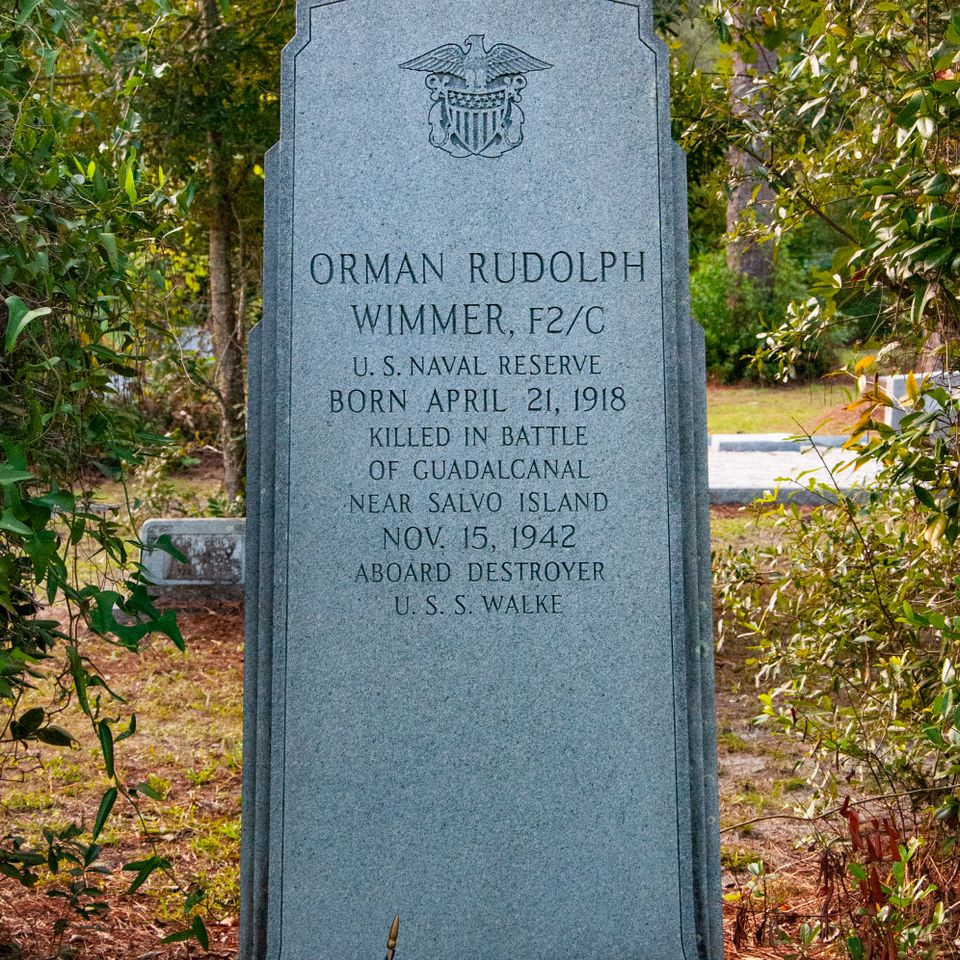 ORMAN RUDOLPH
WIMMER, F2/C
U. S. NAVAL RESERVE
BORN APRIL 21, 1918
KILLED IN BATTLE
OF GUADALCANAL
NEAR SALVO ISLAND
NOV. 15, 1942
ABOARD DESTROYER
U. S. S. WALKE